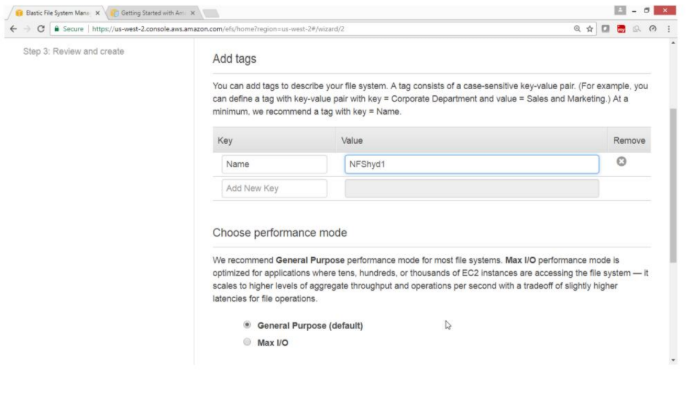 Elastic File System Mana
Getting Started with Am
Secure | https://us-west-2.console.aws.amazon.com/efs/home?region=us-west-2#/wizard/2
Step 3: Review and create
Add tags
You can add tags to describe your file system. A tag consists of a case-sensitive key-value pair. (For example, you
can define a tag with key-value pair with key = Corporate Department and value = Sales and Marketing.) At a
minimum, we recommend a tag with key = Name.
Key Value Remove
Name NFShyd1
Add New Key
Choose performance mode
We recommend General Purpose performance mode for most file systems. Max I/O performance mode is
optimized for applications where tens, hundreds, or thousands of EC2 instances are accessing the file system — it
scales to higher levels of aggregate throughput and operations per second with a tradeoff of slightly higher
latencies for file operations.
General Purpose (default)
Max I/O